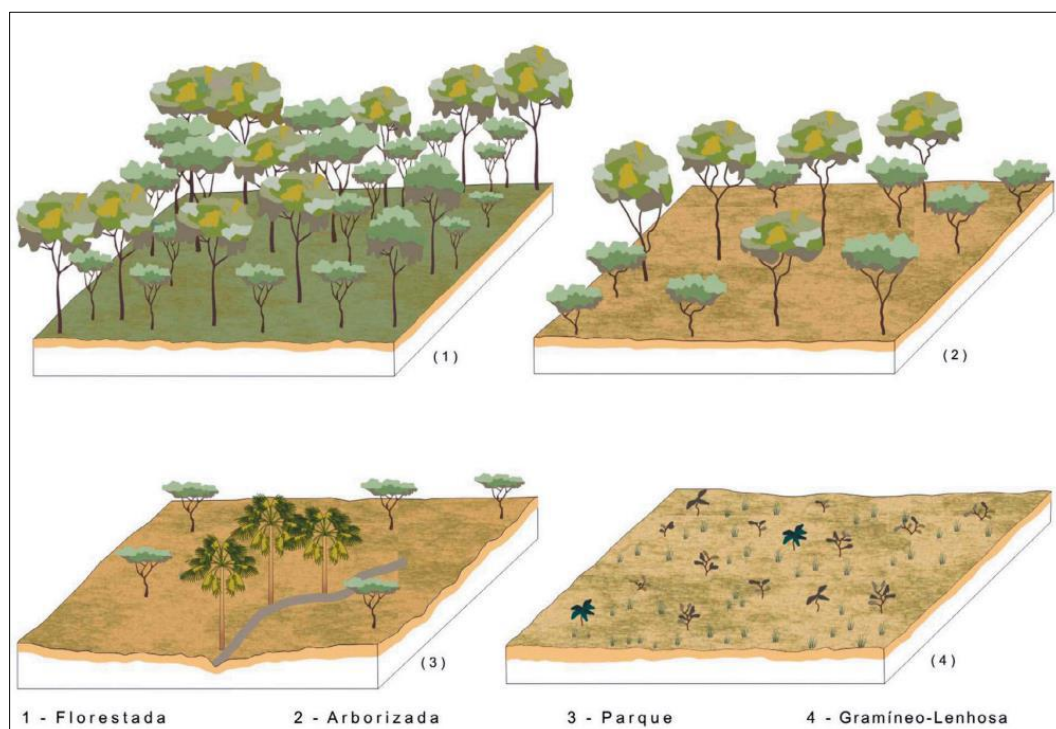 (1)
(2)
(3)
(4)
1 - Florestada 2 - Arborizada 3 - Parque 4 - Gramíneo-Lenhosa